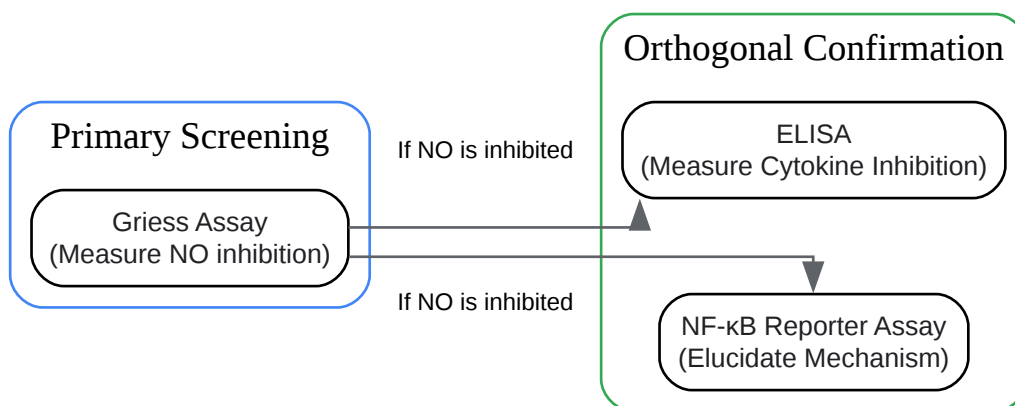 Orthogonal Confirmation
Primary Screening
If NO is inhibited
ELISA
(Measure Cytokine Inhibition)
Griess Assay
(Measure NO inhibition)
If NO is inhibited
NF-κB Reporter Assay
(Elucidate Mechanism)